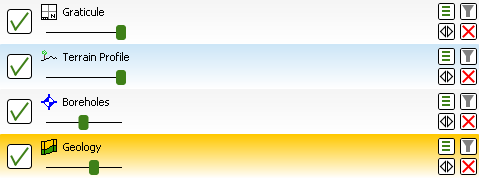 Graticule
Terrain Profile
Boreholes
Geology